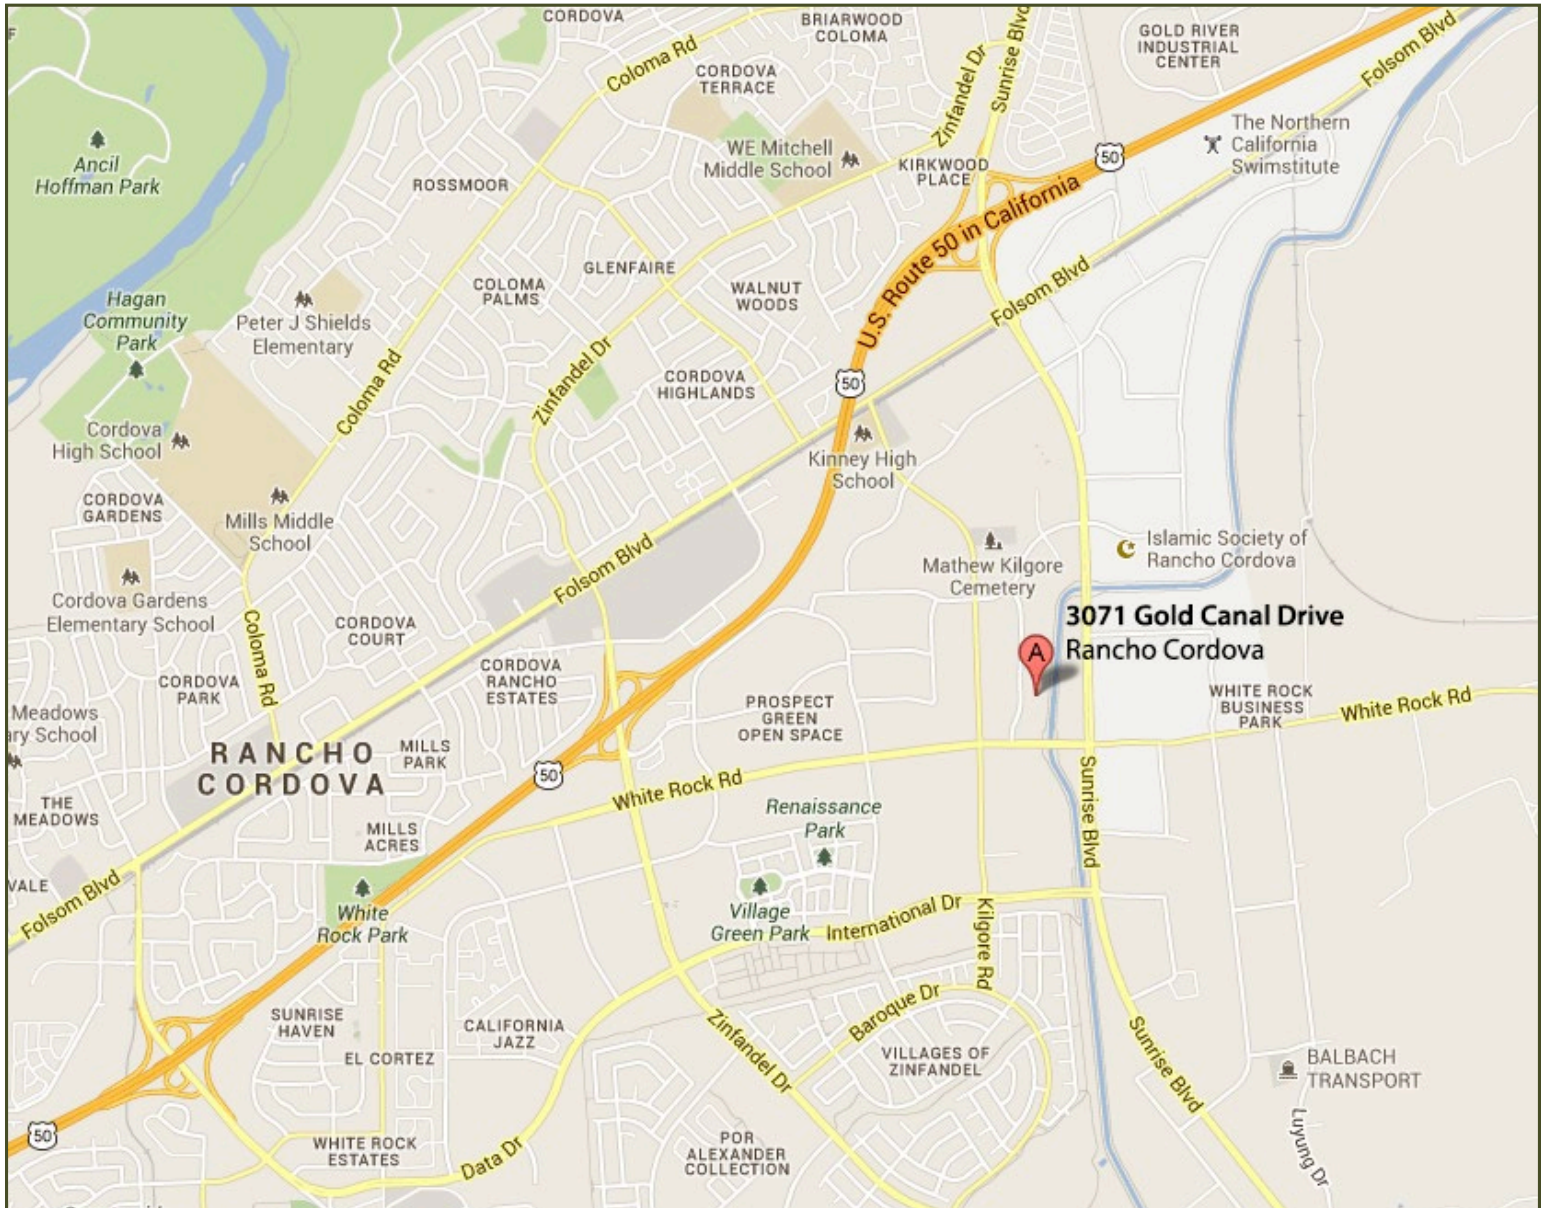 F
CORDOVA
BRIARWOOD
COLOMA
Sunrise Blvd
GOLD RIVER
INDUSTRIAL
CENTER
Folsom Blvd
Coloma Rd
CORDOVA
TERRACE
Zinfandel Dr
Ancil
Hoffman Park
ROSSMOOR
WE Mitchell
Middle School
KIRKWOOD
PLACE
50
The Northern
California
Swimstitute
U.S. Route 50 in California
GLENFAIRE
COLOMA
PALMS
WALNUT
WOODS
Folsom Blvd
Hagan
Community
Park
Peter J Shields
Elementary
Coloma Rd
Zinfandel Dr
CORDOVA
HIGHLANDS
50
Cordova
High School
Kinney High
School
CORDOVA
GARDENS
Mills Middle
School
Folsom Blvd
Mathew Kilgore
Cemetery
Islamic Society of
Rancho Cordova
Cordova Gardens
Elementary School
Coloma Rd
CORDOVA
COURT
3071 Gold Canal Drive
Rancho Cordova
A
CORDOVA
PARK
CORDOVA
RANCHO
ESTATES
PROSPECT
GREEN
OPEN SPACE
WHITE ROCK
BUSINESS
PARK
White Rock Rd
Meadows
ary School
RANCHO
CORDOVA
MILLS
PARK
50
White Rock Rd
Sunrise Blvd
THE
MEADOWS
MILLS
ACRES
Renaissance
Park
VALE
Folsom Blvd
White
Rock Park
Village
Green Park
International Dr
Kilgore Rd
SUNRISE
HAVEN
CALIFORNIA
JAZZ
EL CORTEZ
Zinfandel Dr
Baroque Dr
VILLAGES OF
ZINFANDEL
Sunrise Blvd
BALBACH
TRANSPORT
50
WHITE ROCK
ESTATES
Data Dr
POR
ALEXANDER
COLLECTION
Luyung Dr